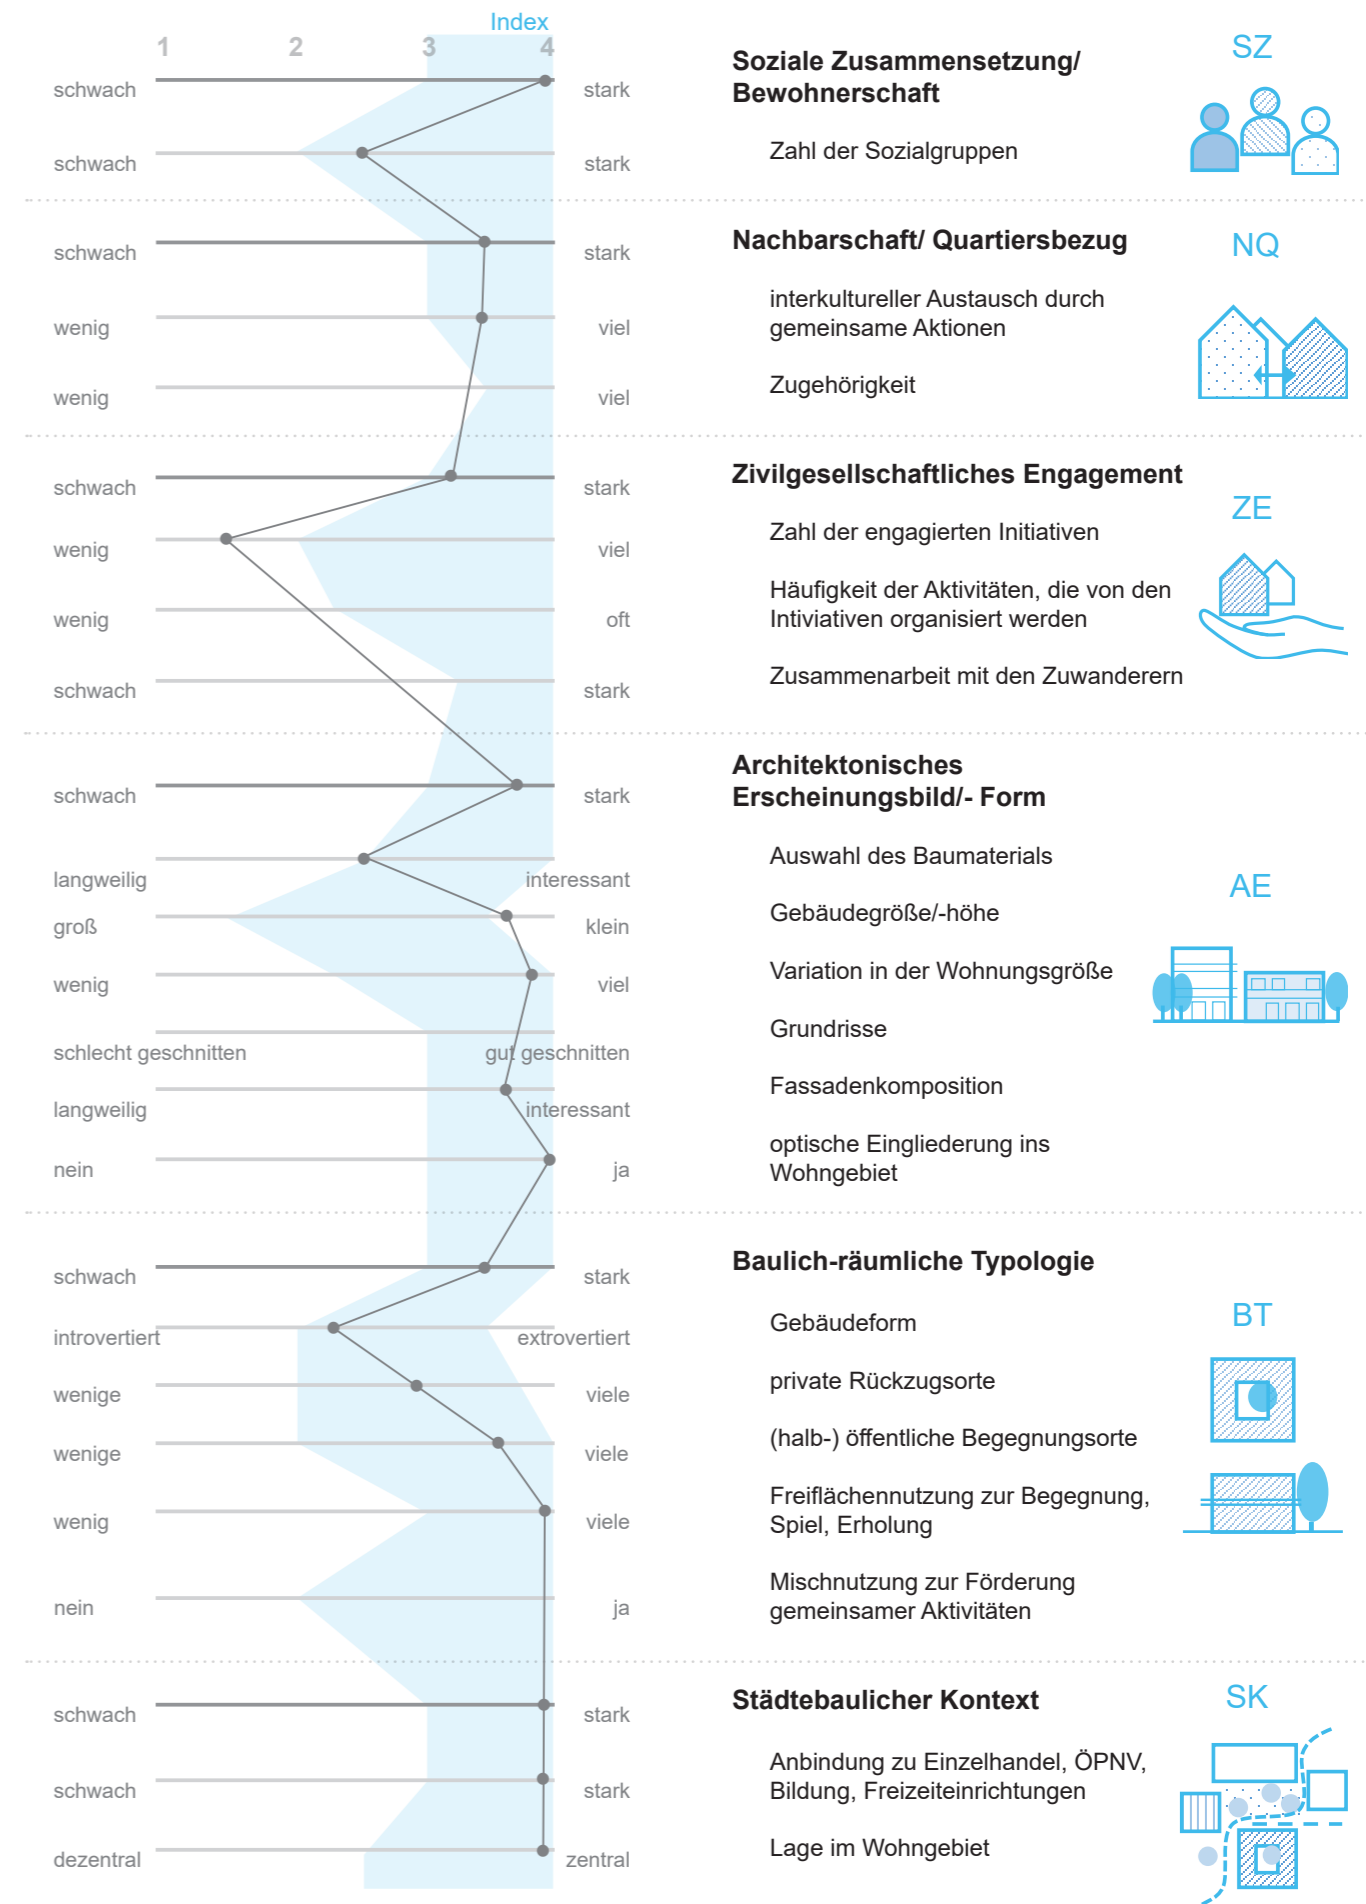 Index
1 2 3 4
schwach stark
Soziale Zusammensetzung/
Bewohnerschaft
SZ
schwach stark
Zahl der Sozialgruppen
schwach stark
Nachbarschaft/ Quartiersbezug
NQ
wenig viel
interkultureller Austausch durch
gemeinsame Aktionen
wenig viel
Zugehörigkeit
schwach stark
Zivilgesellschaftliches Engagement
ZE
wenig viel
Zahl der engagierten Initiativen
wenig oft
Häufigkeit der Aktivitäten, die von den
Intiviativen organisiert werden
schwach stark
Zusammenarbeit mit den Zuwanderern
schwach stark
Architektonisches
Erscheinungsbild/- Form
AE
langweilig interessant
Auswahl des Baumaterials
groß klein
Gebäudegröße/-höhe
wenig viel
Variation in der Wohnungsgröße
schlecht geschnitten gut geschnitten
Grundrisse
langweilig interessant
Fassadenkomposition
nein ja
optische Eingliederung ins
Wohngebiet
schwach stark
Baulich-räumliche Typologie
BT
introvertiert extrovertiert
Gebäudeform
wenige viele
private Rückzugsorte
wenige viele
(halb-) öffentliche Begegnungsorte
wenig viele
Freiflächennutzung zur Begegnung,
Spiel, Erholung
nein ja
Mischnutzung zur Förderung
gemeinsamer Aktivitäten
schwach stark
Städtebaulicher Kontext
SK
schwach stark
Anbindung zu Einzelhandel, ÖPNV,
Bildung, Freizeiteinrichtungen
dezentral zentral
Lage im Wohngebiet